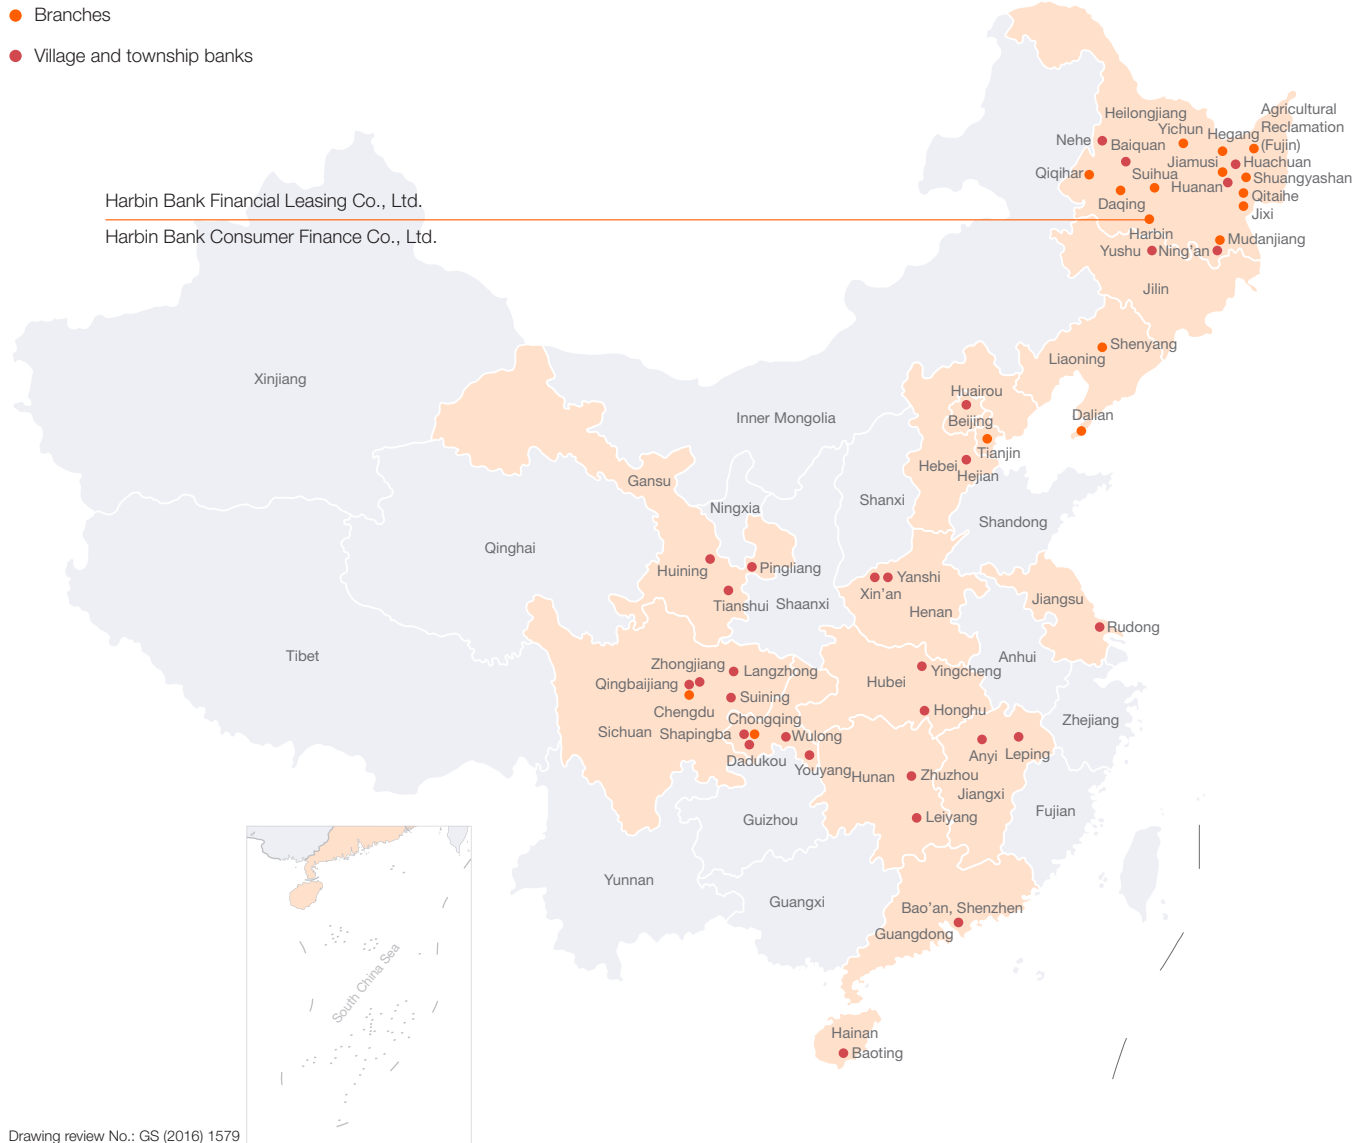 Branches
Village and township banks
Harbin Bank Financial Leasing Co., Ltd.
Harbin Bank Consumer Finance Co., Ltd.
Agricultural
Reclamation
(Fujin)
Heilongjiang
Yichun
Hegang
Nehe
Baiquan
Jiamusi
Huachuan
Qiqihar
Suihua
Huanan
Shuangyashan
Daqing
Qitaihe
Jixi
Harbin
Mudanjiang
Yushu
Ning’an
Jilin
Shenyang
Liaoning
Xinjiang
Huairou
Inner Mongolia
Beijing
Dalian
Tianjin
Hebei
Hejian
Gansu
Shanxi
Ningxia
Shandong
Qinghai
Huining
Pingliang
Yanshi
Xin’an
Tianshui
Shaanxi
Henan
Jiangsu
Rudong
Tibet
Anhui
Zhongjiang
Langzhong
Yingcheng
Qingbaijiang
Suining
Hubei
Chengdu
Honghu
Chongqing
Zhejiang
Sichuan
Shapingba
Wulong
Dadukou
Youyang
Anyi
Leping
Hunan
Zhuzhou
Jiangxi
Guizhou
Leiyang
Fujian
Yunnan
Guangxi
Bao’an, Shenzhen
Guangdong
South China Sea
Hainan
Baoting
Drawing review No.: GS (2016) 1579